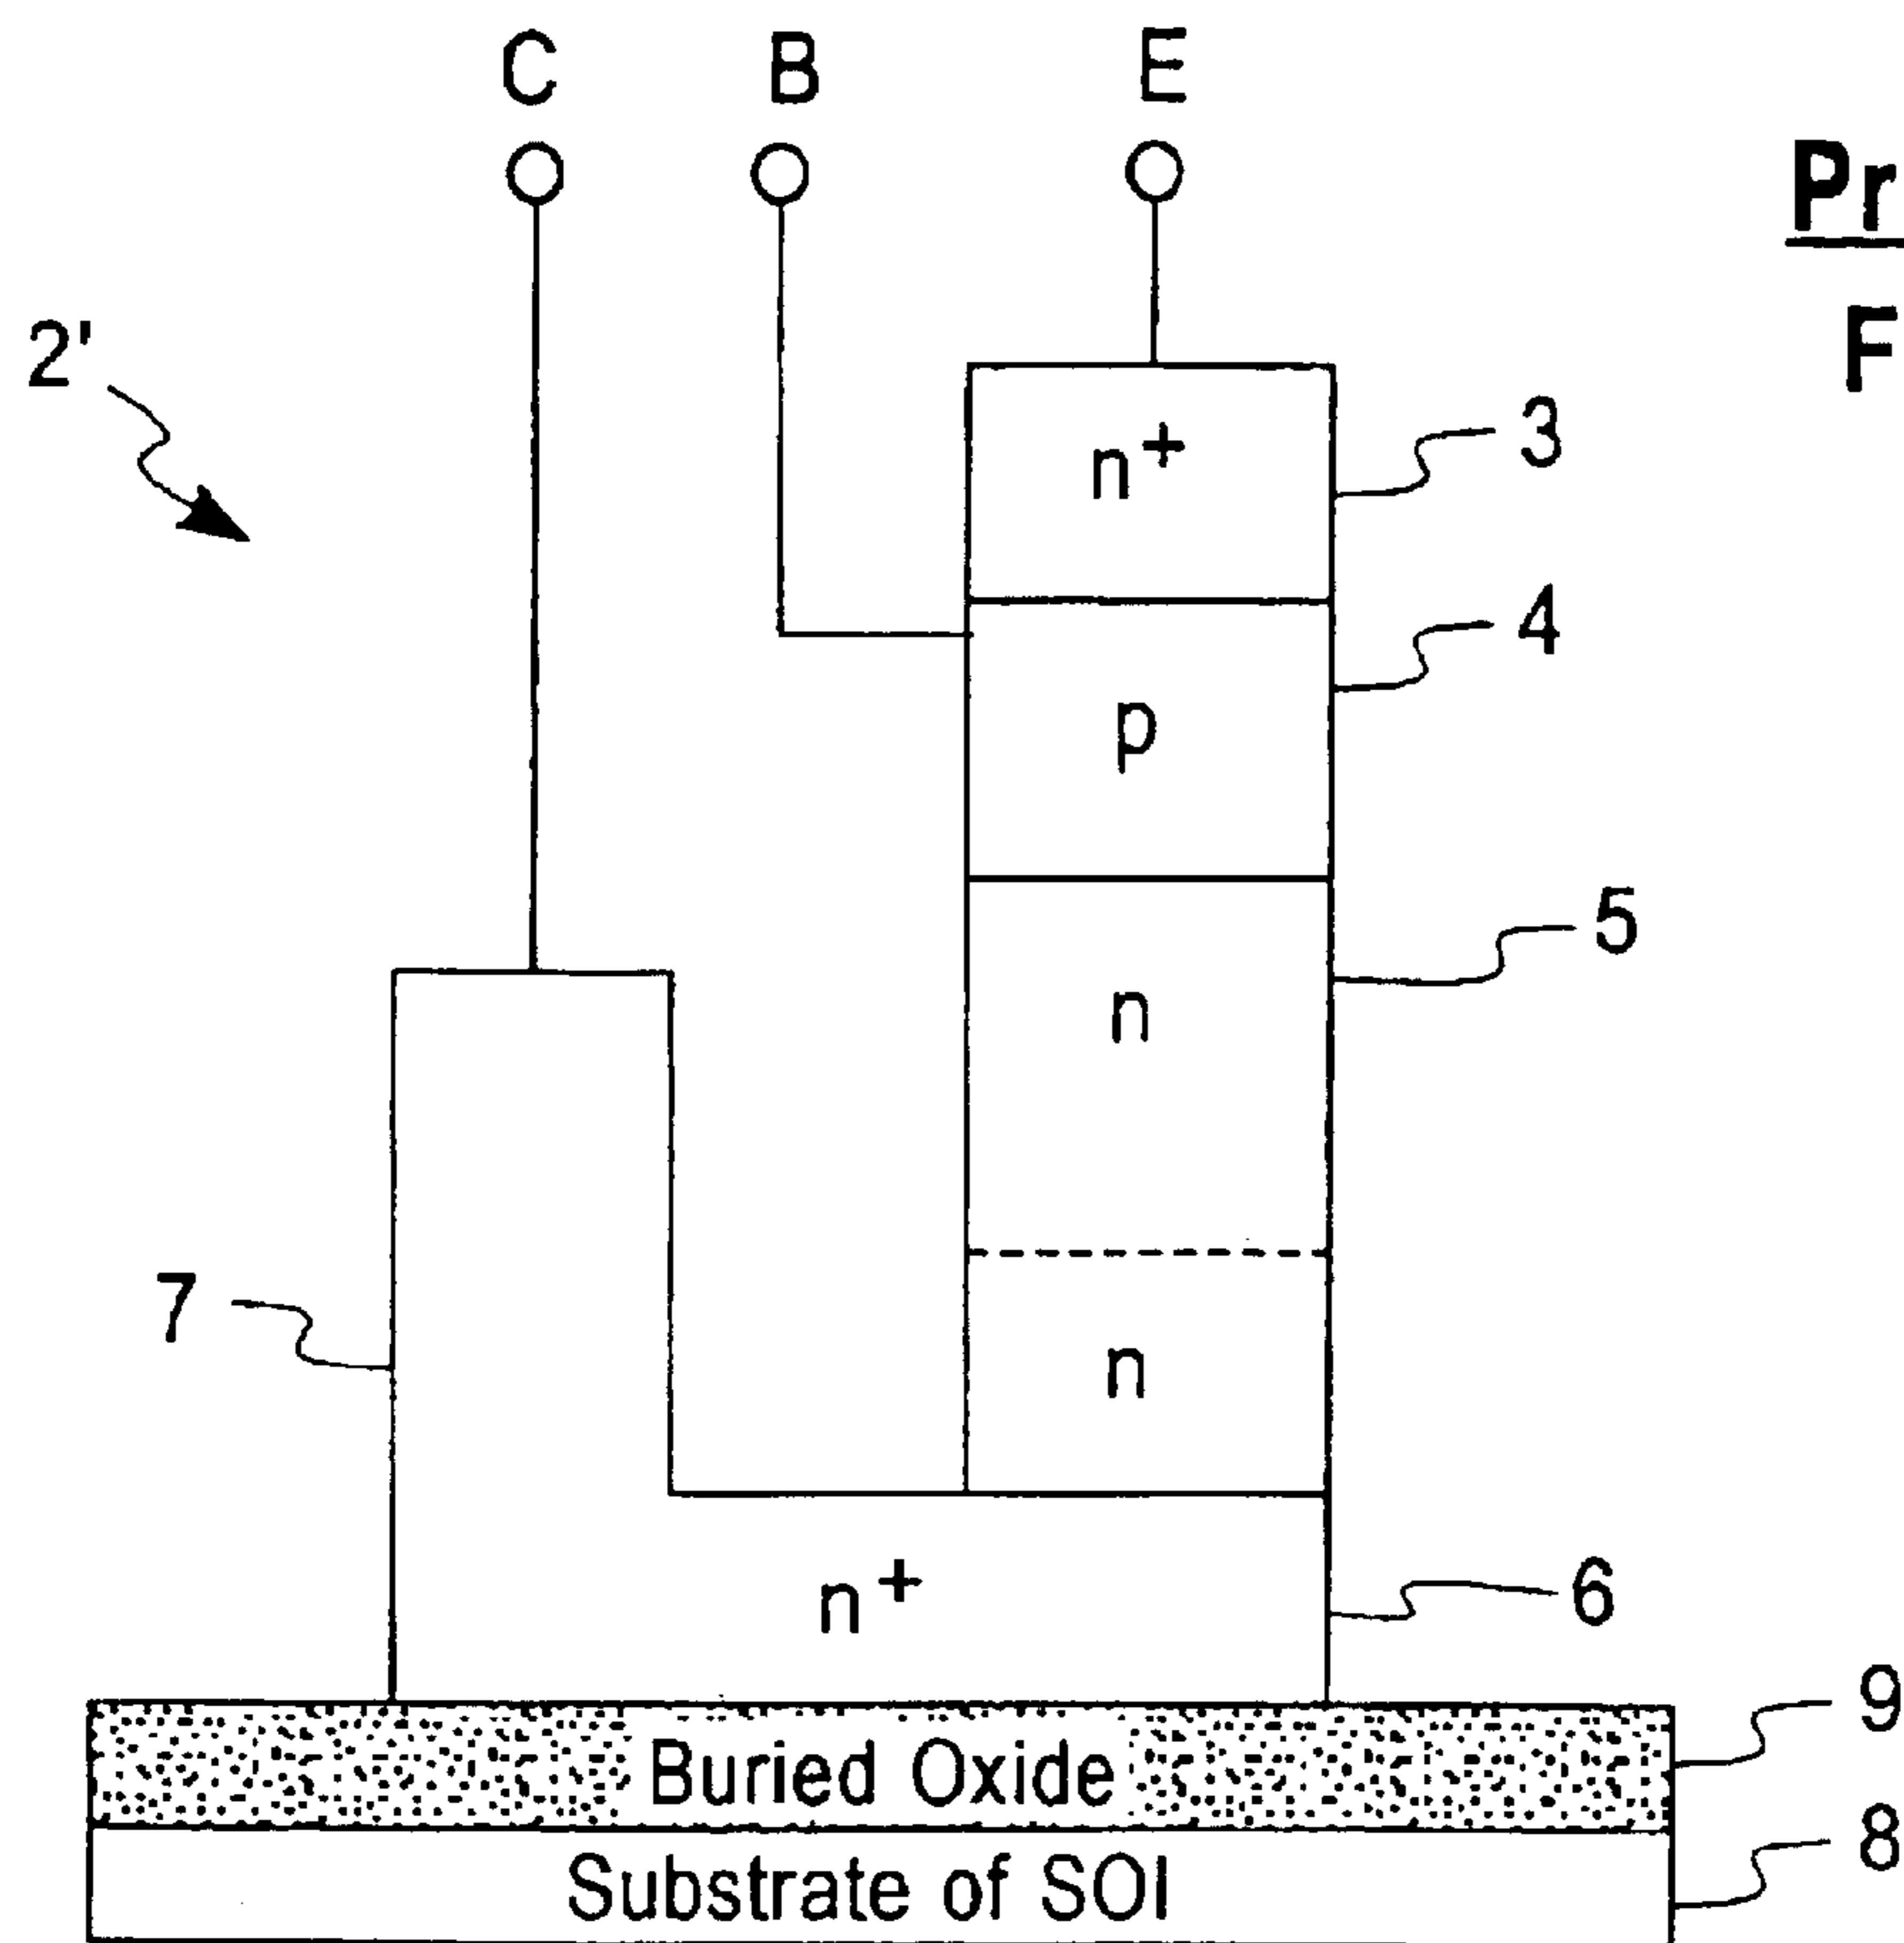 C B E
Pr
2'
F
n+ 3
4
p
5
n
7
n
n+ 6
9
Buried Oxide
8
Substrate of SOI